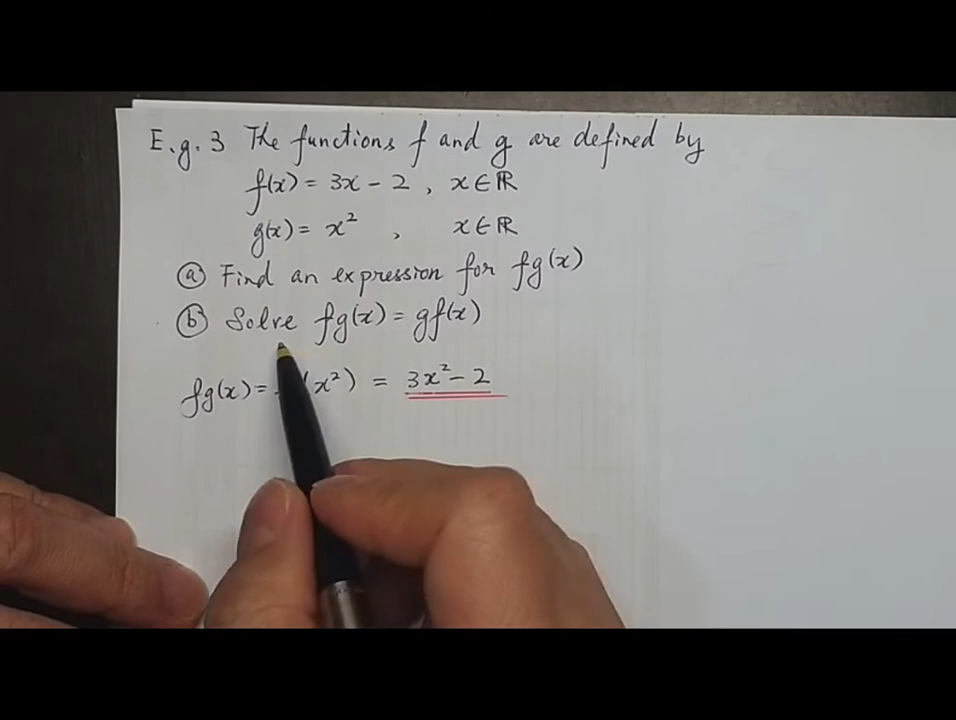 E.g. 3 The functions f and g are defined by
f(x) = 3x - 2 , x ∈ ℝ
g(x) = x² , x ∈ ℝ
ⓐ Find an expression for fg(x)
ⓑ Solve fg(x) = gf(x)
fg(x) = (x²) = 3x² - 2